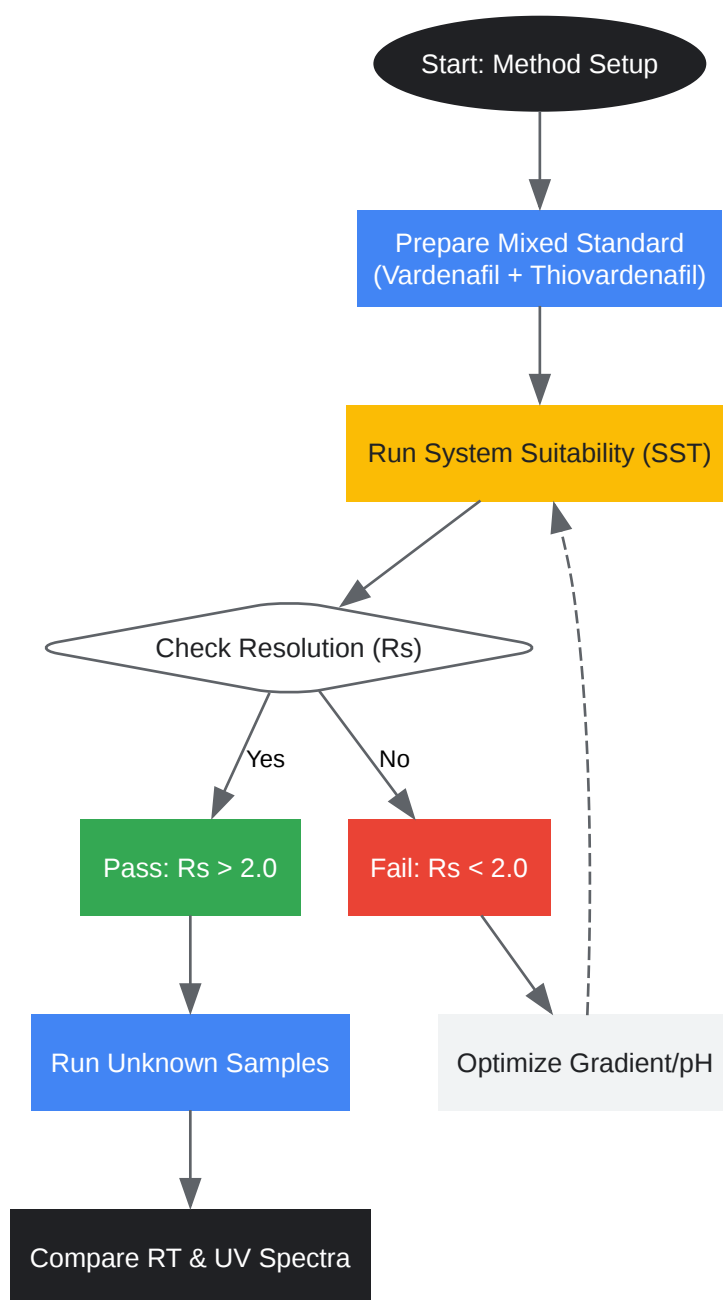 Start: Method Setup
Prepare Mixed Standard
(Vardenafil + Thiovardenafil)
Run System Suitability (SST)
Check Resolution (Rs)
Yes
No
Pass: Rs > 2.0
Fail: Rs < 2.0
Run Unknown Samples
Optimize Gradient/pH
Compare RT & UV Spectra